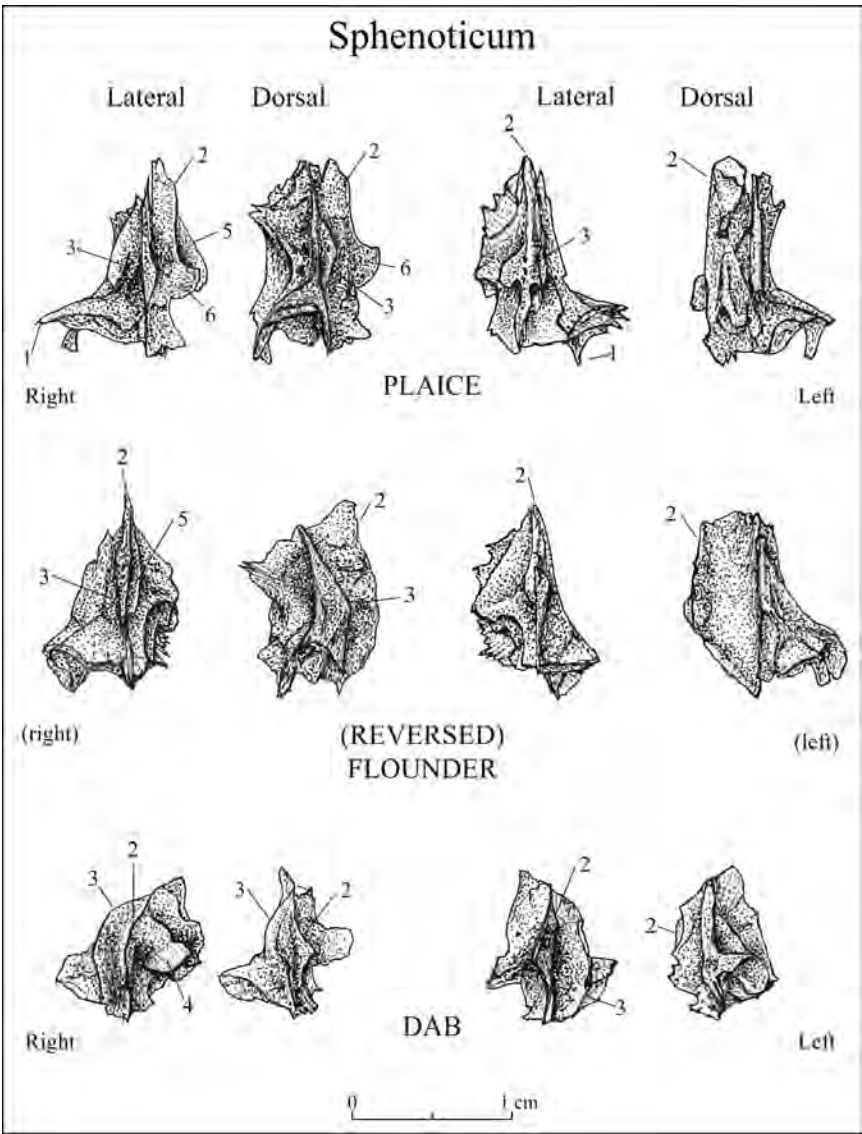 Sphenoticum
Lateral Dorsal Lateral Dorsal
2 2 2 2
5
3 3
6
6 3
1 1
Right PLAICE Left
2 2 2 2
5
3 3
(right) (REVERSED) (left)
FLOUNDER
2 2
3 3 2 2
4 3
Right DAB Left
0 1 cm